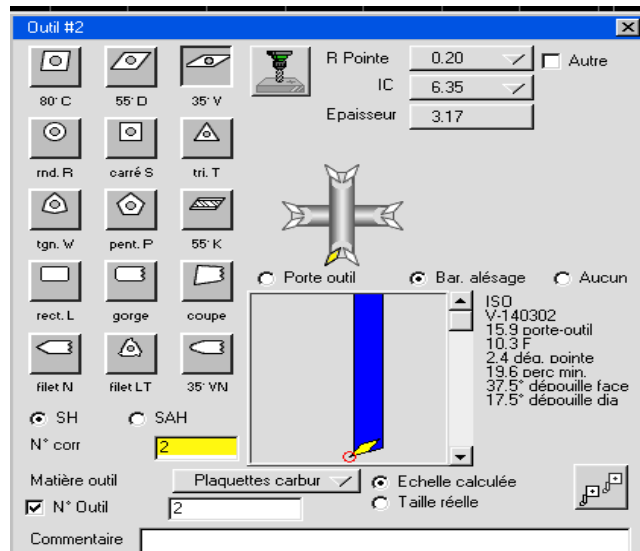 Outil #2
R Pointe 0.20 Autre
IC 6.35
Epaisseur 3.17
80° C 55° D 35° V
rnd. R carré S tri. T
tgn. W pent. P 55° K
Porte outil Bar. alésage Aucun
rect. L gorge coupe
ISO
V-140302
15.9 porte-outil
10.3 F
2.4 dég. pointe
19.6 perc min.
37.5° dépouille face
17.5° dépouille dia
filet N filet LT 35° VN
SH SAH
N° corr 2
Matière outil Plaquettes carbur Echelle calculée
N° Outil 2 Taille réelle
Commentaire